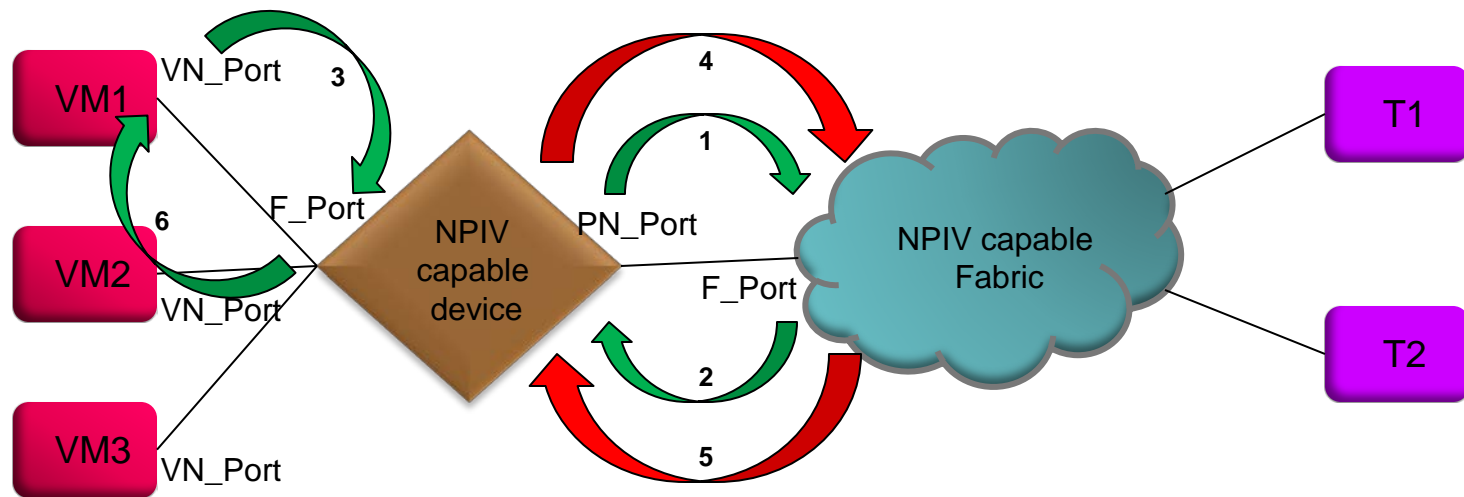 VN_Port
3
4
VM1
T1
1
F_Port
PN_Port
6
NPIV
capable
device
NPIV capable
Fabric
VM2
F_Port
VN_Port
T2
2
VM3
5
VN_Port